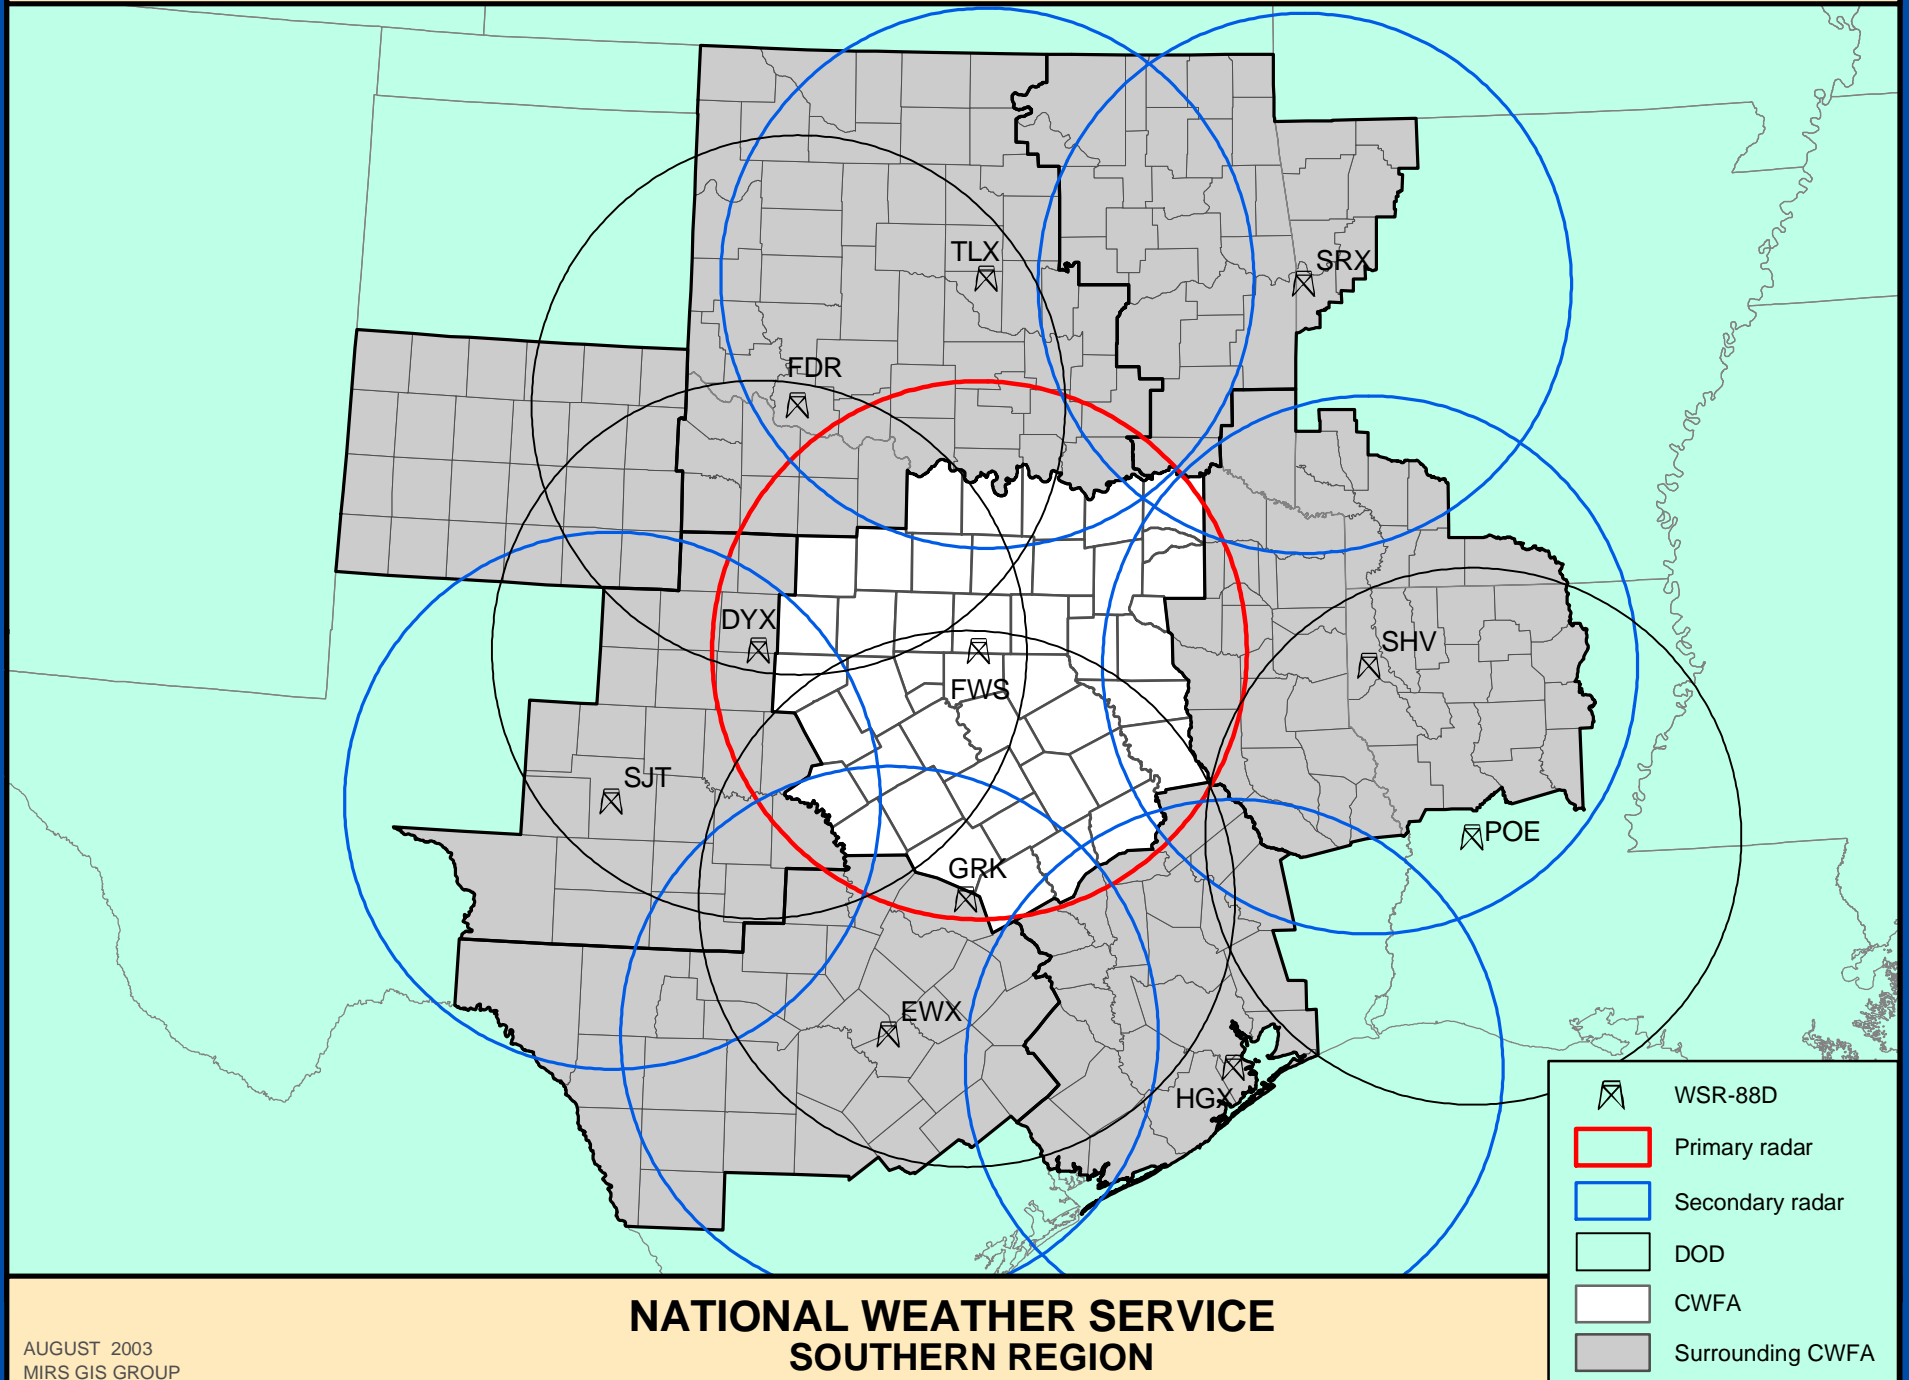 TLX
SRX
FDR
DYX
SHV
FWS
SJT
POE
GRK
EWX
HGX
WSR-88D
Primary radar
Secondary radar
DOD
CWFA
Surrounding CWFA
NATIONAL WEATHER SERVICE
SOUTHERN REGION
AUGUST 2003
MIRS GIS GROUP